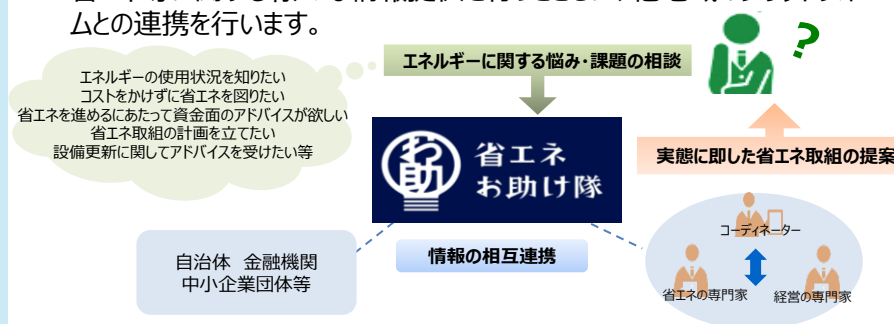 ムとの連携を行います。
エネルギーに関する悩み・課題の相談
?
エネルギーの使用状況を知りたい
コストをかけずに省エネを図りたい
省エネを進めるにあたって資金面のアドバイスが欲しい
省エネ取組の計画を立てたい
設備更新に関してアドバイスを受けたい等
お助
省エネ
お助け隊
実態に即した省エネ取組の提案
自治体 金融機関
中小企業団体等
情報の相互連携
コーディネーター
省エネの専門家 経営の専門家